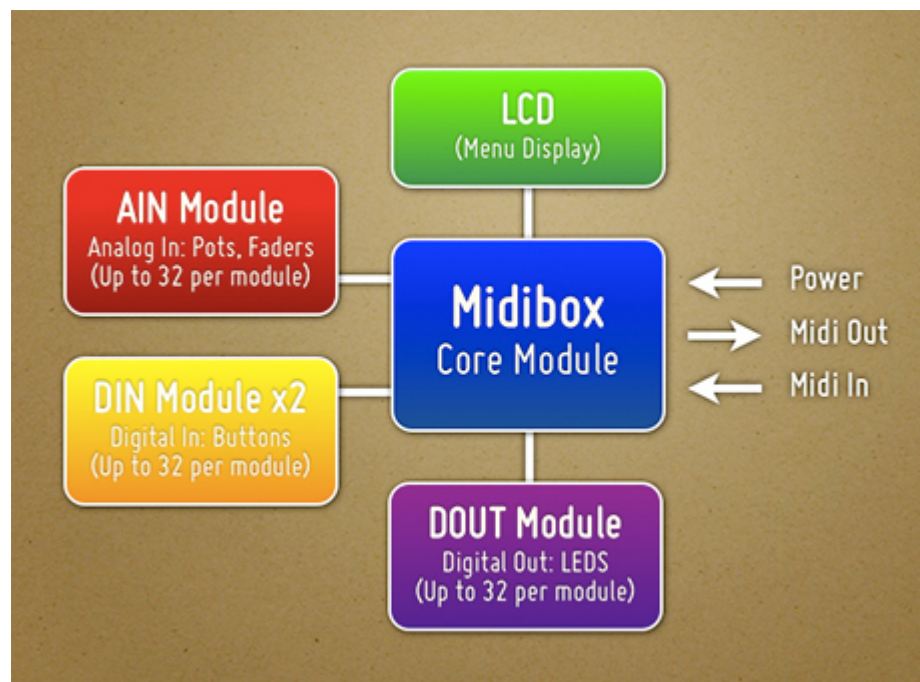 LCD
(Menu Display)
AIN Module
Analog In: Pots, Faders
(Up to 32 per module)
Midibox
Core Module
Power
Midi Out
Midi In
DIN Module x2
Digital In: Buttons
(Up to 32 per module)
DOUT Module
Digital Out: LEDS
(Up to 32 per module)